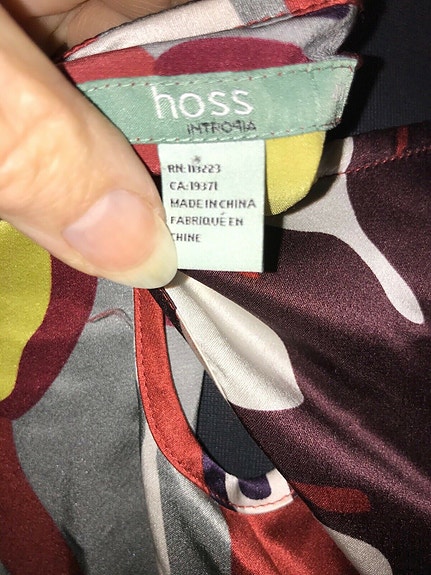 hoss
INTROPIA
RN: 113223
CA: 19371
MADE IN CHINA
FABRIQUÉ EN
CHINE